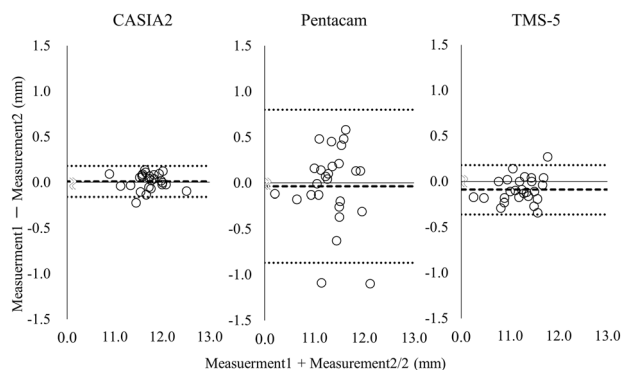 CASIA2 Pentacam TMS-5
Measuerment1 − Measurement2 (mm)
1.5 1.5 1.5
1.0 1.0 1.0
0.5 0.5 0.5
0.0 0.0 0.0
-0.5 -0.5 -0.5
-1.0 -1.0 -1.0
-1.5 -1.5 -1.5
0.0 11.0 12.0 13.0 0.0 11.0 12.0 13.0 0.0 11.0 12.0 13.0
Measuerment1 + Measurement2/2 (mm)